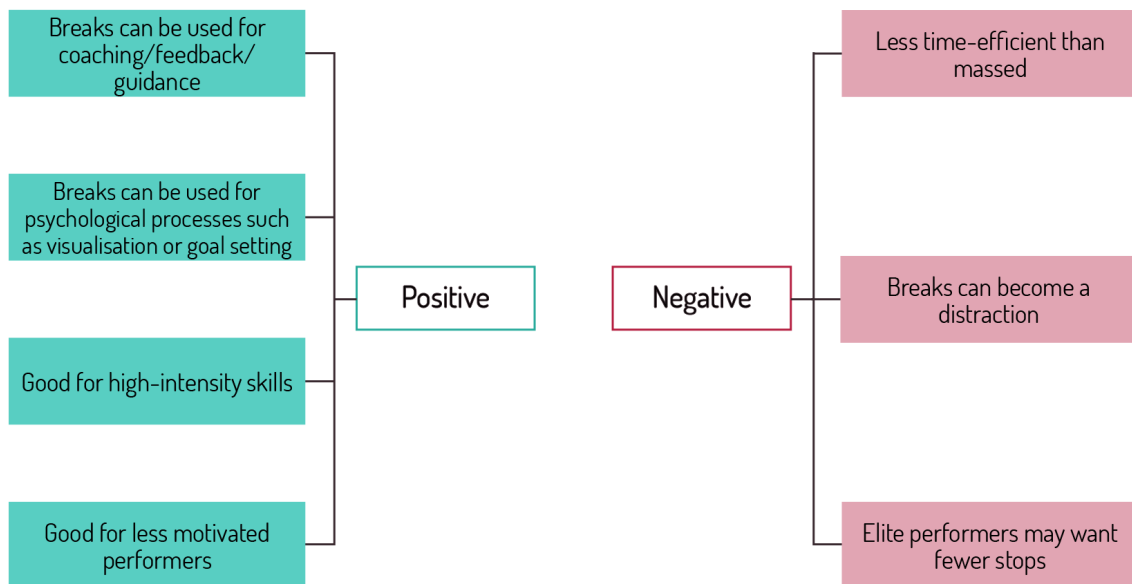 Breaks can be used for
coaching/feedback/
guidance
Breaks can be used for
psychological processes such
as visualisation or goal setting
Positive
Good for high-intensity skills
Good for less motivated
performers
Less time-efficient than
massed
Negative
Breaks can become a
distraction
Elite performers may want
fewer stops